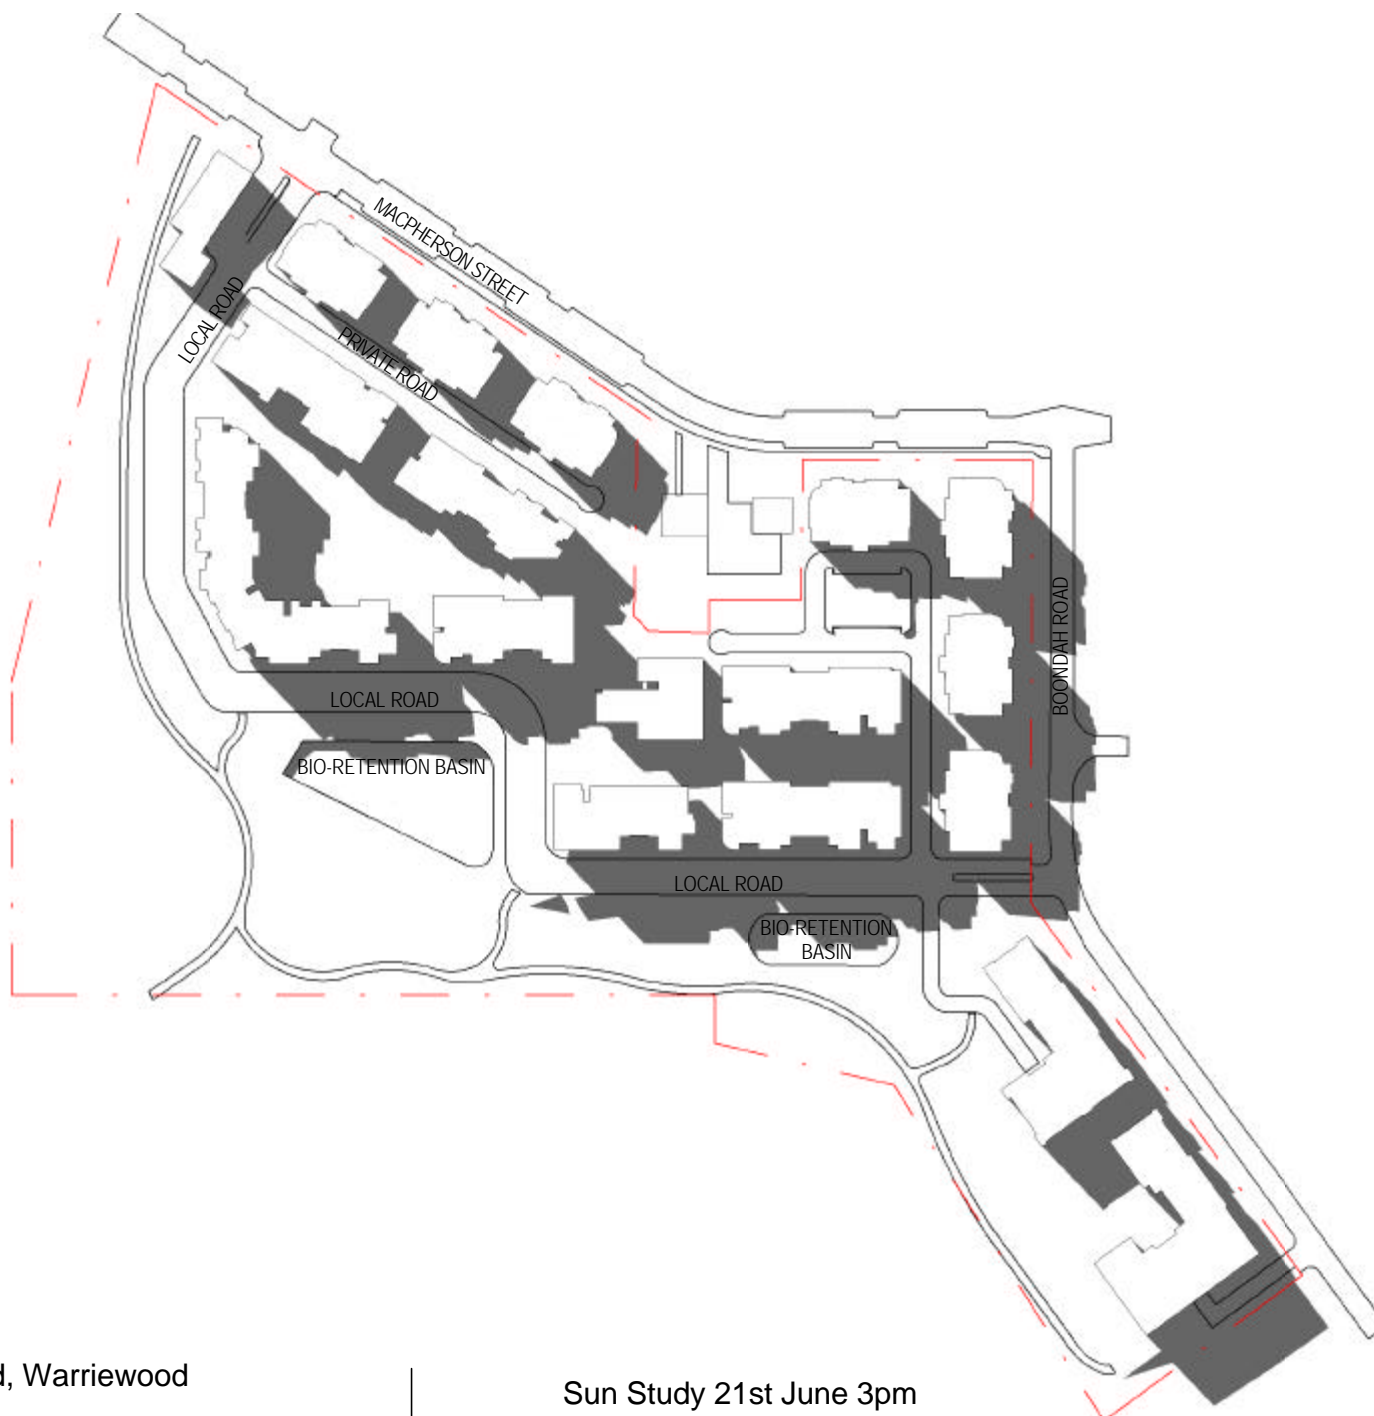 MACPHERSON STREET
LOCAL ROAD
PRIVATE ROAD
BOONDAH ROAD
LOCAL ROAD
BIO-RETENTION BASIN
LOCAL ROAD
BIO-RETENTION
BASIN
, Warriewood
Sun Study 21st June 3pm